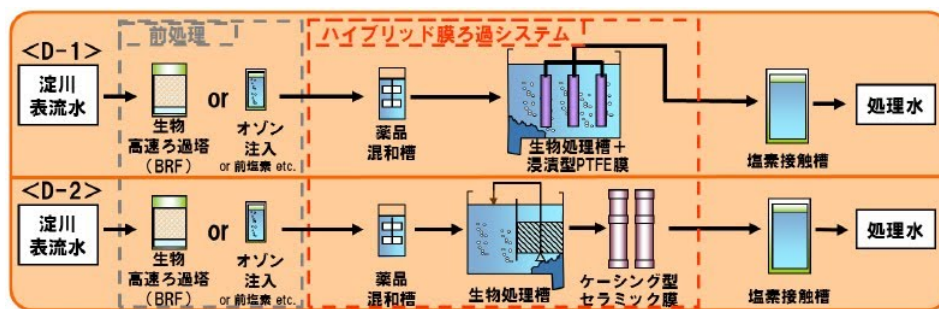 前処理
ハイブリッド膜ろ過システム
<D-1>
淀川
表流水
生物
高速ろ過塔
(BRF)
or
オゾン
注入
or 前塩素 etc.
薬品
混和槽
生物処理槽+
浸漬型PTFE膜
塩素接触槽
処理水
<D-2>
淀川
表流水
生物
高速ろ過塔
(BRF)
or
オゾン
注入
or 前塩素 etc.
薬品
混和槽
生物処理槽
ケーシング型
セラミック膜
塩素接触槽
処理水